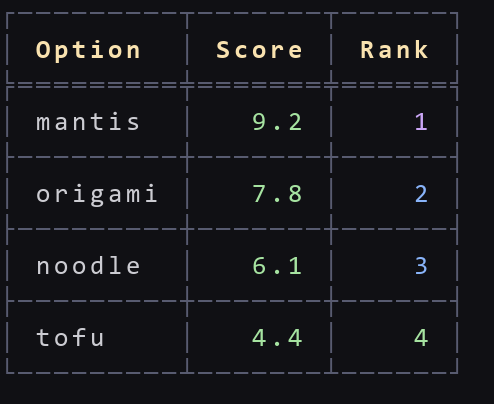 Option Score Rank
mantis 9.2 1
origami 7.8 2
noodle 6.1 3
tofu 4.4 4